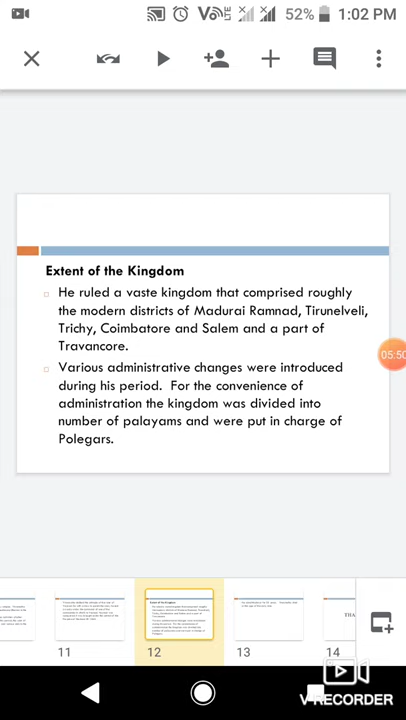 VoLTE 52% 1:02 PM
Extent of the Kingdom
He ruled a vaste kingdom that comprised roughly
the modern districts of Madurai Ramnad, Tirunelveli,
Trichy, Coimbatore and Salem and a part of
Travancore.
Various administrative changes were introduced
during his period. For the convenience of
administration the kingdom was divided into
number of palayams and were put in charge of
Polegars.
05:50
11 12 13 14
V-RECORDER